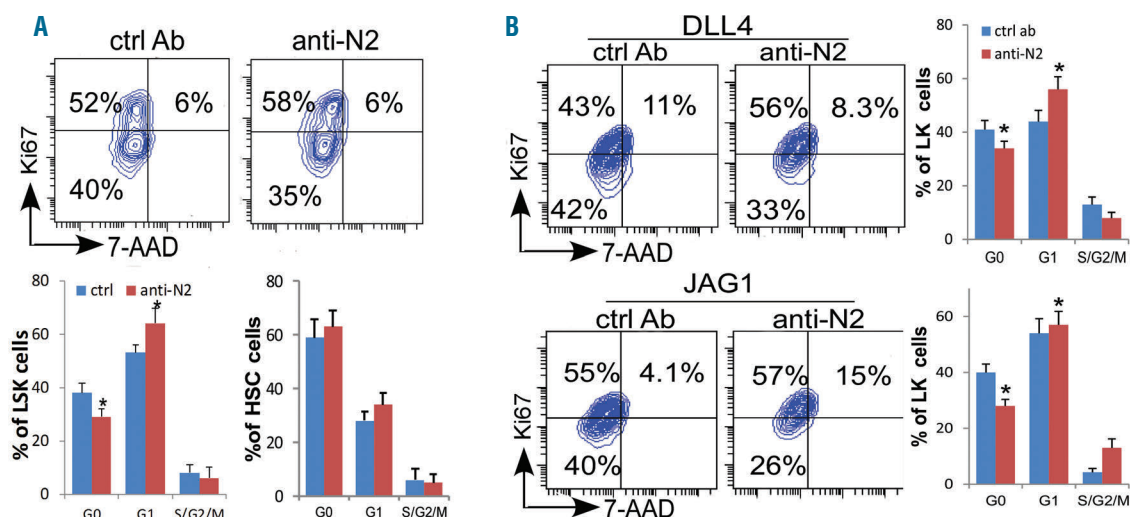 A
ctrl Ab
anti-N2
52%
6%
40%
58%
6%
35%
Ki67
7-AAD
ctrl
anti-N2
80
60
40
20
0
% of LSK cells
*
*
G0
G1
S/G2/M
80
60
40
20
0
%of HSC cells
G0
G1
S/G2/M
B
DLL4
ctrl Ab
anti-N2
43%
11%
42%
56%
8.3%
33%
Ki67
7-AAD
80
60
40
20
0
% of LK cells
ctrl ab
anti-N2
*
*
G0
G1
S/G2/M
JAG1
ctrl Ab
anti-N2
55%
4.1%
40%
57%
15%
26%
Ki67
7-AAD
80
60
40
20
0
% of LK cells
*
*
G0
G1
S/G2/M